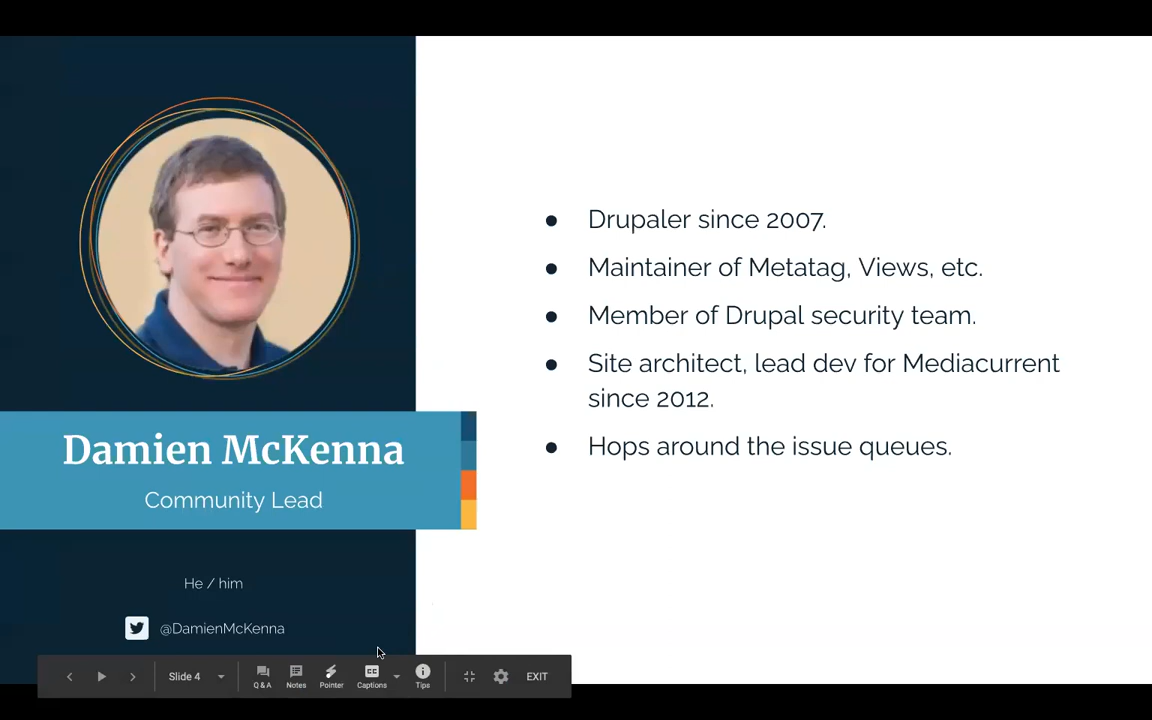 Damien McKenna
Community Lead
He / him
@DamienMcKenna
● Drupaler since 2007.
● Maintainer of Metatag, Views, etc.
● Member of Drupal security team.
● Site architect, lead dev for Mediacurrent
since 2012.
● Hops around the issue queues.
Slide 4
Q & A
Notes
Pointer
CC
Captions
Tips
EXIT